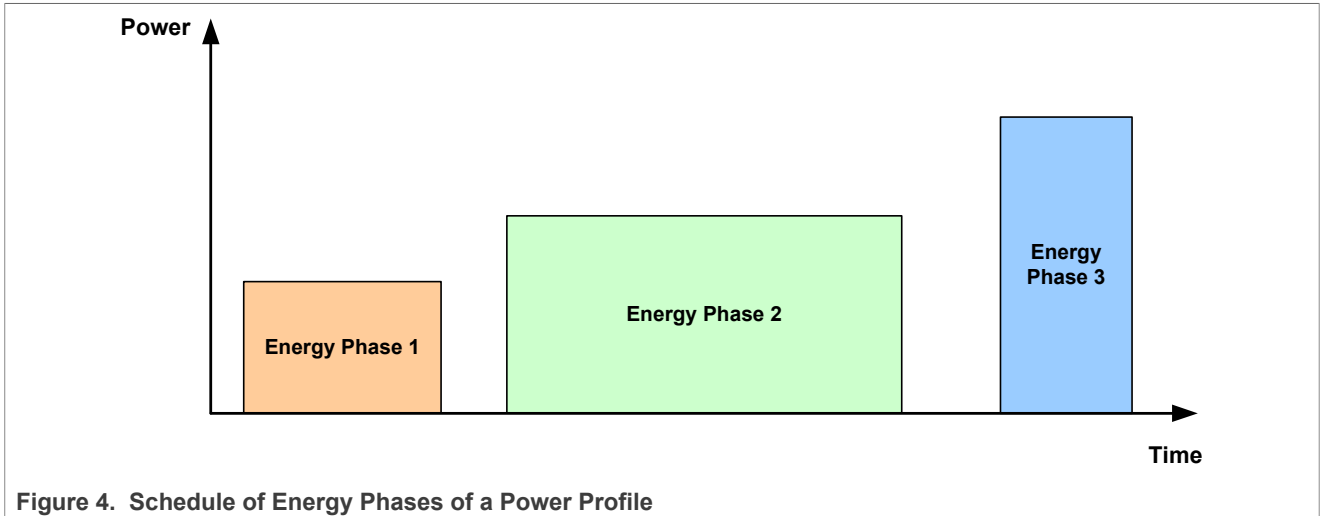 Power
Energy Phase 1
Energy Phase 2
Energy
Phase 3
Time
Figure 4. Schedule of Energy Phases of a Power Profile